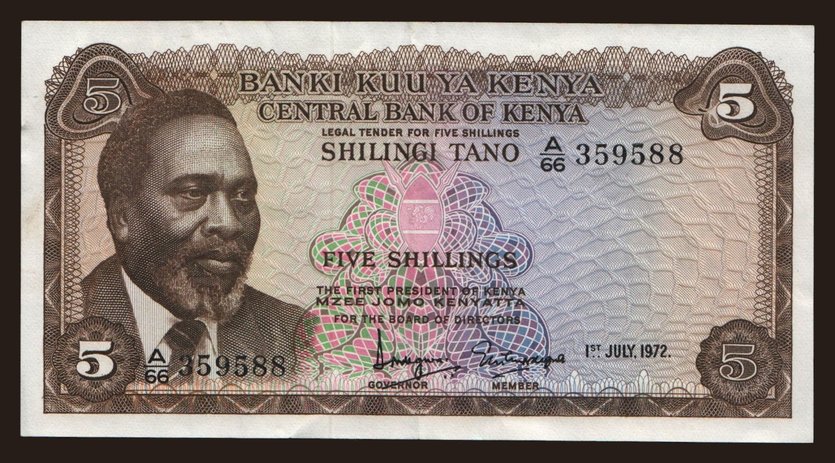 5 BANKI KUU YA KENYA 5
CENTRAL BANK OF KENYA
LEGAL TENDER FOR FIVE SHILLINGS
SHILINGI TANO A/66 359588
FIVE SHILLINGS
THE FIRST PRESIDENT OF KENYA
MZEE JOMO KENYATTA
FOR THE BOARD OF DIRECTORS
5 A/66 359588 1ST JULY, 1972. 5
GOVERNOR MEMBER